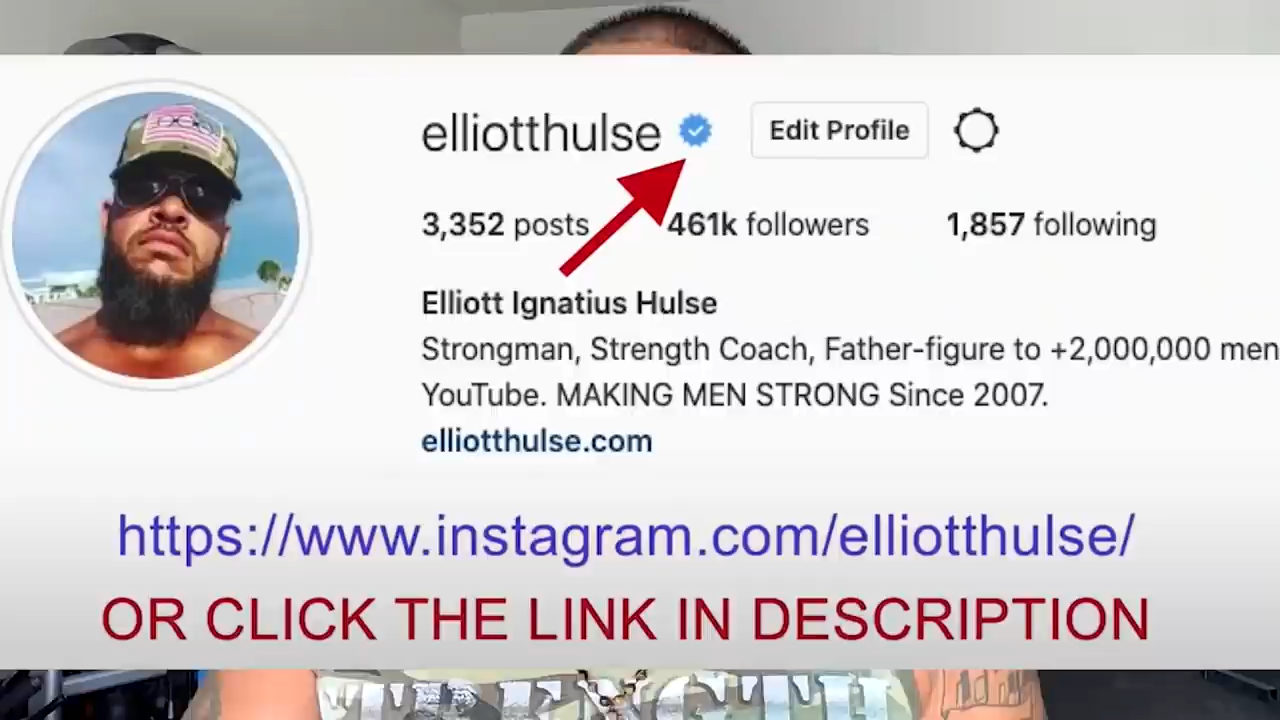 elliotthulse Edit Profile
3,352 posts 461k followers 1,857 following
Elliott Ignatius Hulse
Strongman, Strength Coach, Father-figure to +2,000,000 men
YouTube. MAKING MEN STRONG Since 2007.
elliotthulse.com
https://www.instagram.com/elliotthulse/
OR CLICK THE LINK IN DESCRIPTION